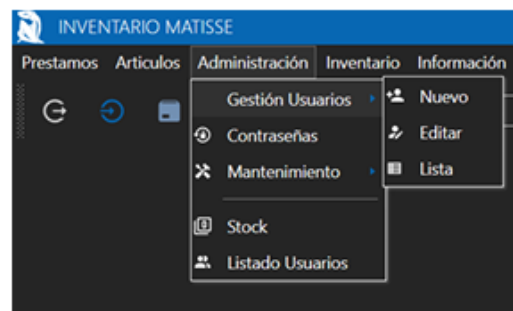 INVENTARIO MATISSE
Prestamos Articulos Administración Inventario Información
Gestión Usuarios Nuevo
Contraseñas Editar
Mantenimiento Lista
Stock
Listado Usuarios